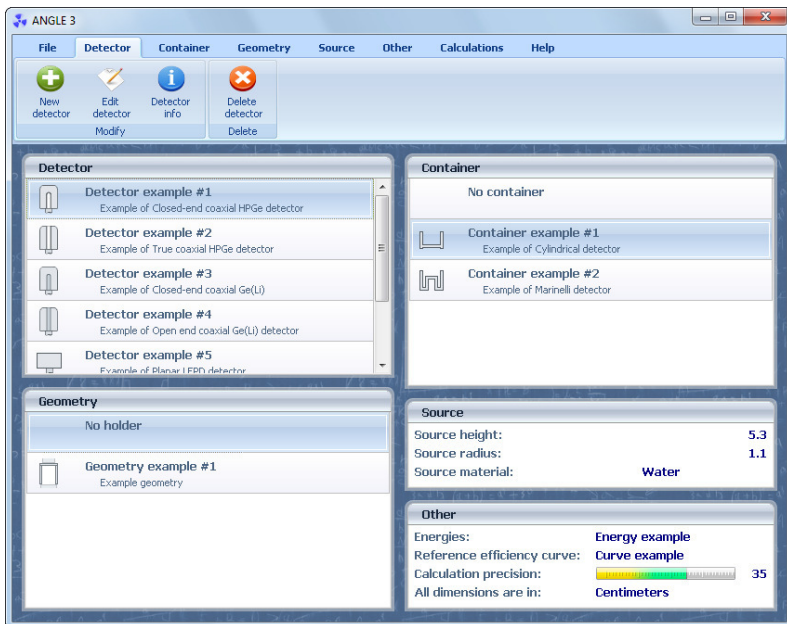 ANGLE 3
File Detector Container Geometry Source Other Calculations Help
New detector
Edit detector
Detector info
Delete detector
Modify
Delete
Detector
Detector example #1
Example of Closed-end coaxial HPGe detector
Detector example #2
Example of True coaxial HPGe detector
Detector example #3
Example of Closed-end coaxial Ge(Li)
Detector example #4
Example of Open end coaxial Ge(Li) detector
Detector example #5
Example of Planar LEPD detector
Container
No container
Container example #1
Example of Cylindrical detector
Container example #2
Example of Marinelli detector
Geometry
No holder
Geometry example #1
Example geometry
Source
Source height: 5.3
Source radius: 1.1
Source material: Water
Other
Energies: Energy example
Reference efficiency curve: Curve example
Calculation precision: 35
All dimensions are in: Centimeters